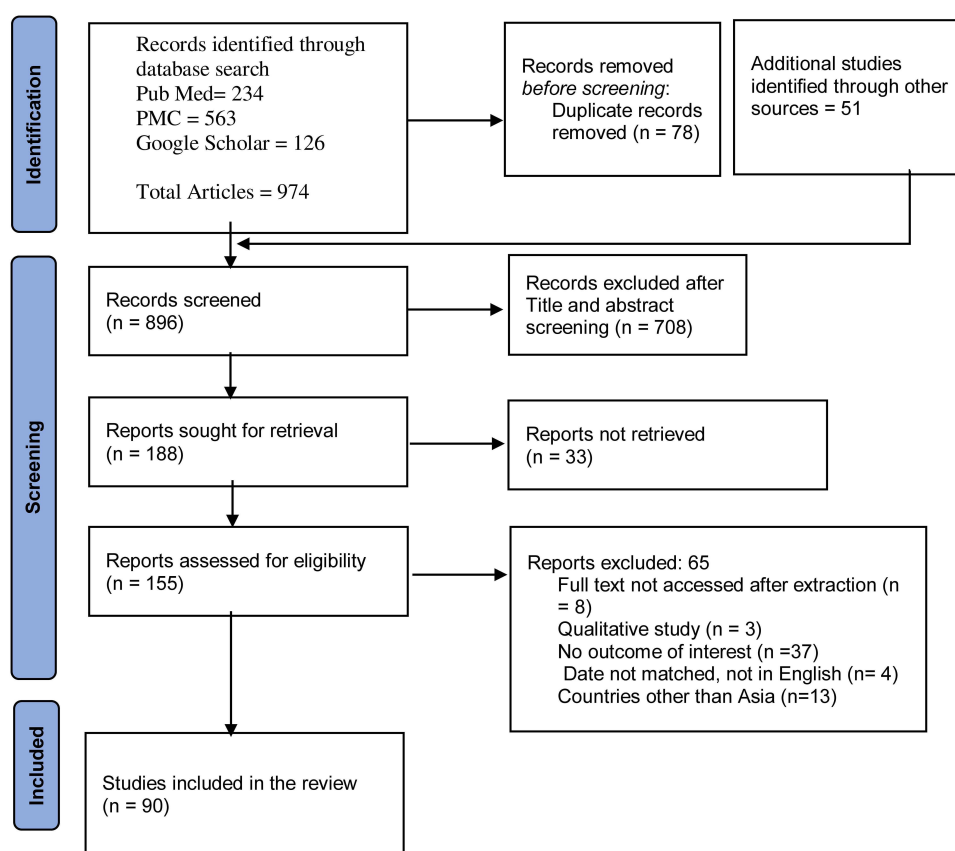 Identification
Records identified through
database search
Pub Med= 234
PMC = 563
Google Scholar = 126
Total Articles = 974
Records removed
before screening:
Duplicate records
removed (n = 78)
Additional studies
identified through other
sources = 51
Screening
Records screened
(n = 896)
Records excluded after
Title and abstract
screening (n = 708)
Reports sought for retrieval
(n = 188)
Reports not retrieved
(n = 33)
Reports assessed for eligibility
(n = 155)
Reports excluded: 65
Full text not accessed after extraction (n
= 8)
Qualitative study (n = 3)
No outcome of interest (n =37)
Date not matched, not in English (n= 4)
Countries other than Asia (n=13)
Included
Studies included in the review
(n = 90)